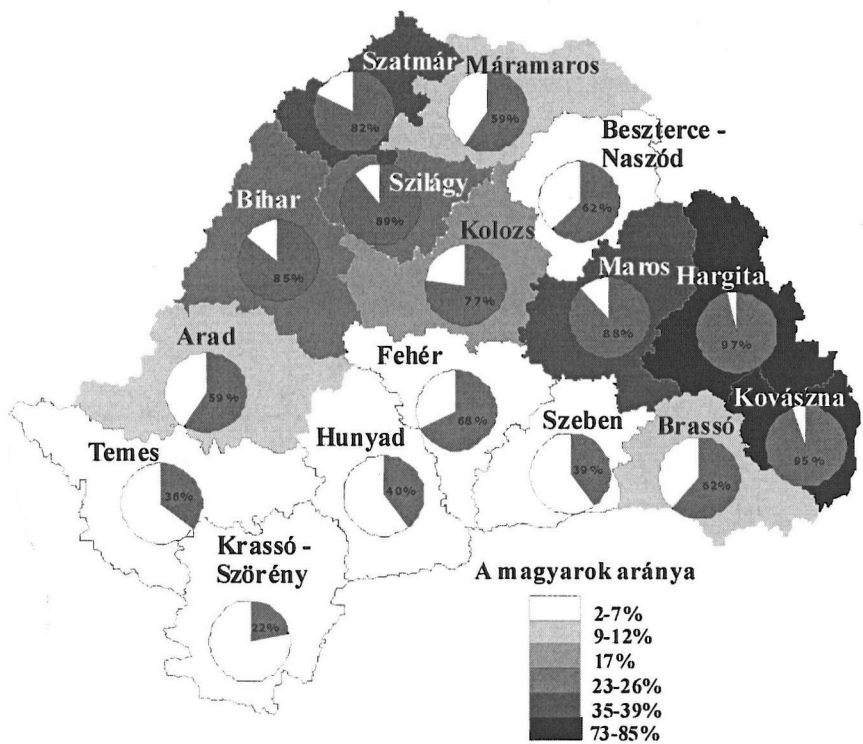 Szatmár
82%
Máramaros
59%
Beszterce -
Naszód
62%
Szilágy
89%
Bihar
85%
Kolozs
77%
Maros
88%
Hargita
97%
Arad
59%
Fehér
68%
Kovászna
95%
Szeben
39%
Brassó
62%
Hunyad
40%
Temes
36%
Krassó -
Szörény
22%
A magyarok aránya
2-7%
9-12%
17%
23-26%
35-39%
73-85%